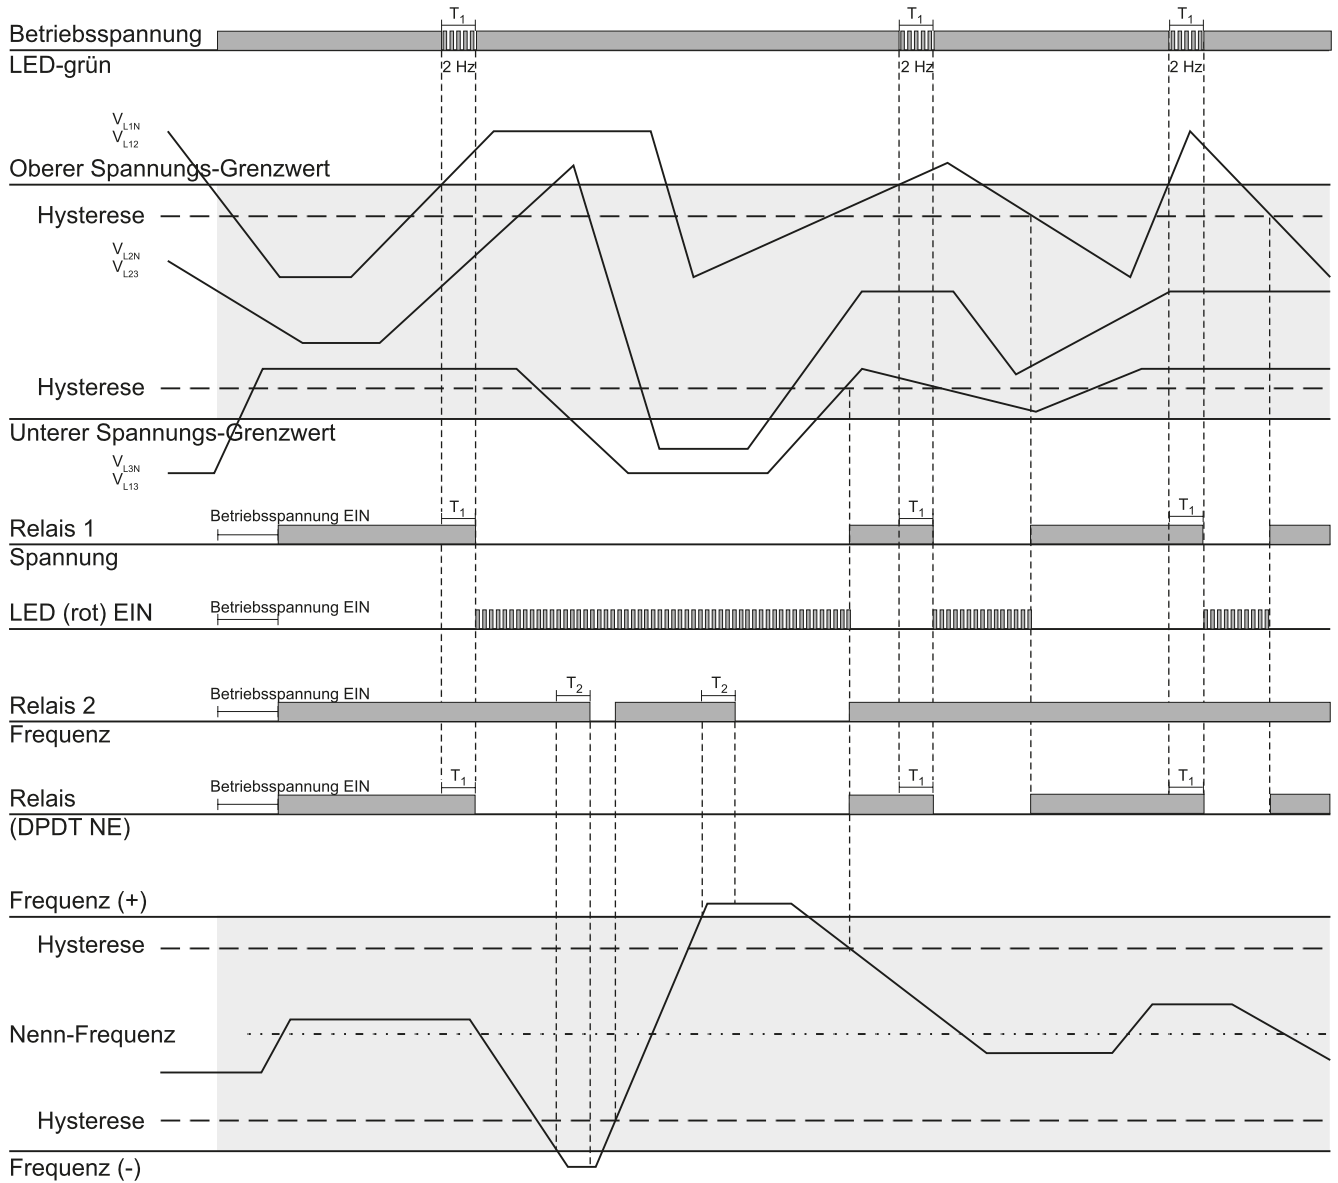 T1 T1 T1
Betriebsspannung
LED-grün
2 Hz 2 Hz 2 Hz
VL1N
VL12
Oberer Spannungs-Grenzwert
Hysterese
VL2N
VL23
Hysterese
Unterer Spannungs-Grenzwert
VL3N
VL13
Betriebsspannung EIN T1 T1 T1
Relais 1
Spannung
Betriebsspannung EIN
LED (rot) EIN
Betriebsspannung EIN T2 T2
Relais 2
Frequenz
Betriebsspannung EIN T1 T1 T1
Relais
(DPDT NE)
Frequenz (+)
Hysterese
Nenn-Frequenz
Hysterese
Frequenz (-)